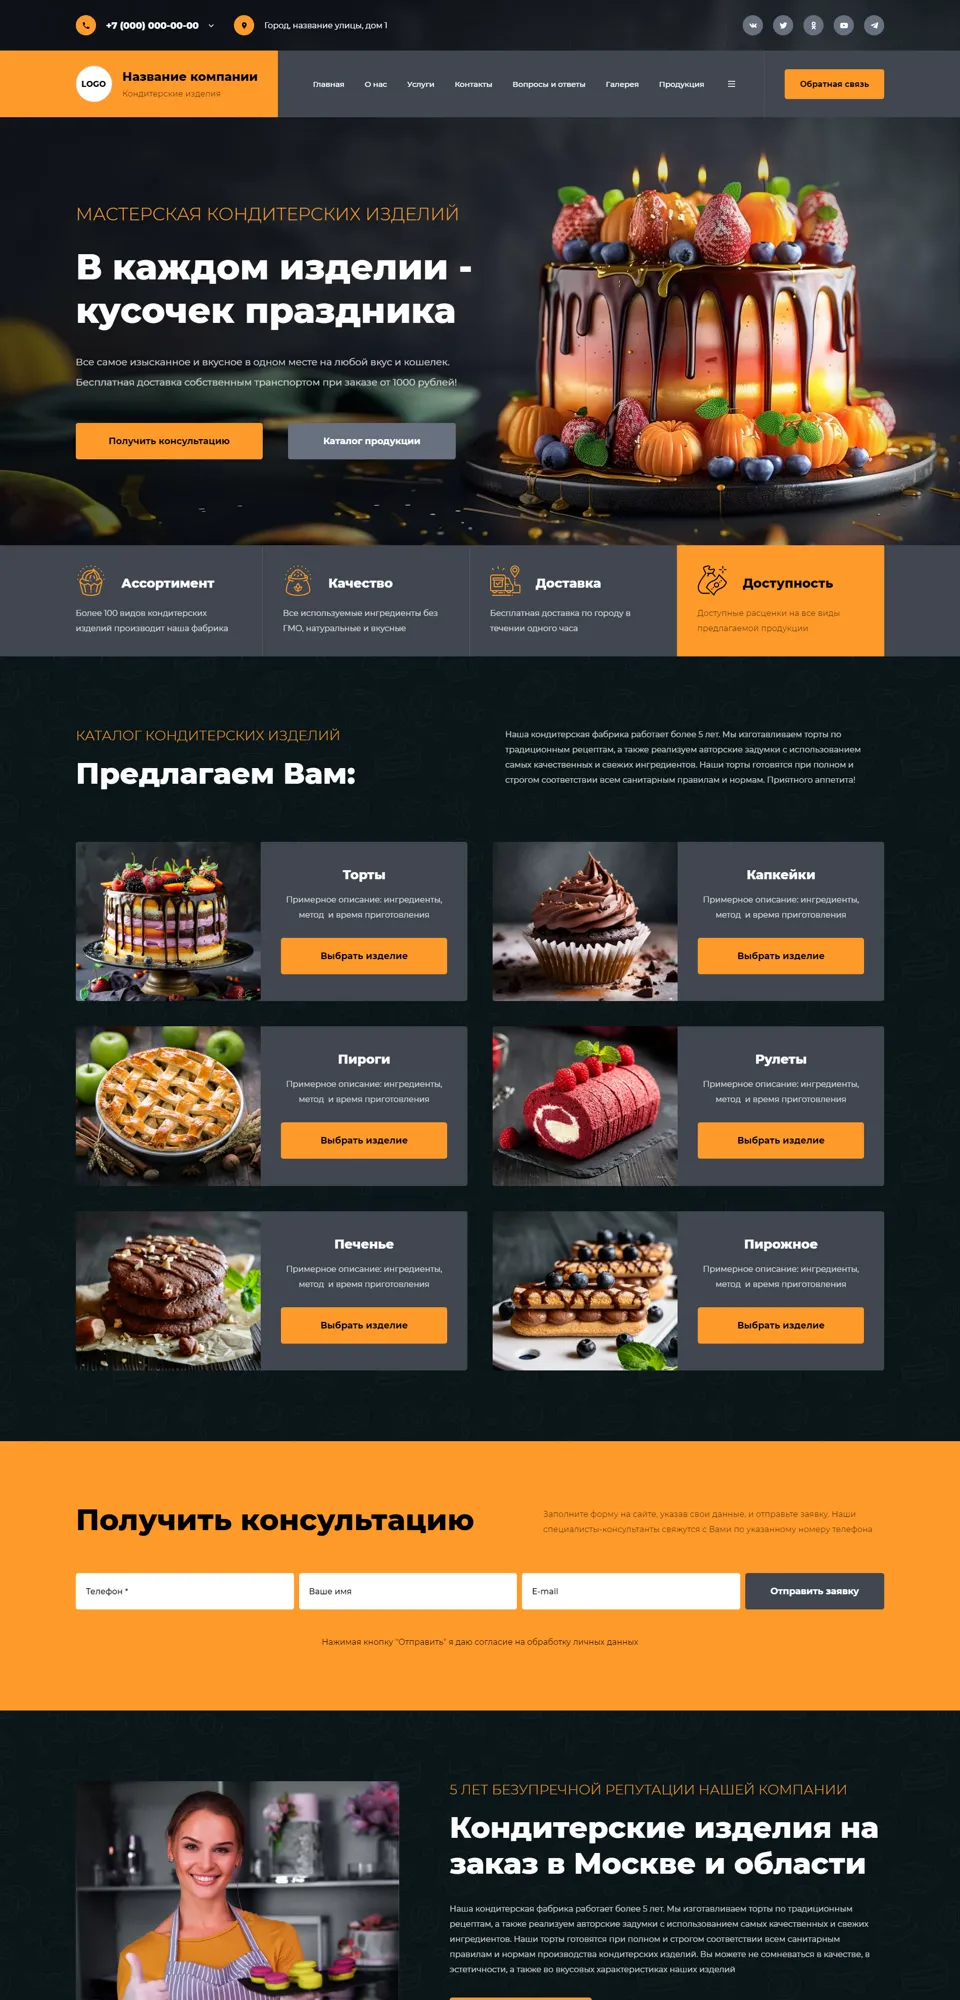 +7 (000) 000-00-00
Город, название улицы, дом 1
LOGO
Название компании
Кондитерские изделия
Главная
О нас
Услуги
Контакты
Вопросы и ответы
Галерея
Продукция
Обратная связь
МАСТЕРСКАЯ КОНДИТЕРСКИХ ИЗДЕЛИЙ
В каждом изделии -
кусочек праздника
Все самое изысканное и вкусное в одном месте на любой вкус и кошелек.
Бесплатная доставка собственным транспортом при заказе от 1000 рублей!
Получить консультацию
Каталог продукции
Ассортимент
Более 100 видов кондитерских
изделий производит наша фабрика
Качество
Все используемые ингредиенты без
ГМО, натуральные и вкусные
Доставка
Бесплатная доставка по городу в
течении одного часа
Доступность
Доступные расценки на все виды
предлагаемой продукции
КАТАЛОГ КОНДИТЕРСКИХ ИЗДЕЛИЙ
Предлагаем Вам:
Наша кондитерская фабрика работает более 5 лет. Мы изготавливаем торты по
традиционным рецептам, а также реализуем авторские задумки с использованием
самых качественных и свежих ингредиентов. Наши торты готовятся при полном и
строгом соответствии всем санитарным правилам и нормам. Приятного аппетита!
Торты
Примерное описание: ингредиенты,
метод и время приготовления
Выбрать изделие
Капкейки
Примерное описание: ингредиенты,
метод и время приготовления
Выбрать изделие
Пироги
Примерное описание: ингредиенты,
метод и время приготовления
Выбрать изделие
Рулеты
Примерное описание: ингредиенты,
метод и время приготовления
Выбрать изделие
Печенье
Примерное описание: ингредиенты,
метод и время приготовления
Выбрать изделие
Пирожное
Примерное описание: ингредиенты,
метод и время приготовления
Выбрать изделие
Получить консультацию
Заполните форму на сайте, указав свои данные, и отправьте заявку. Наши
специалисты-консультанты свяжутся с Вами по указанному номеру телефона
Телефон *
Ваше имя
E-mail
Отправить заявку
Нажимая кнопку "Отправить" я даю согласие на обработку личных данных
5 ЛЕТ БЕЗУПРЕЧНОЙ РЕПУТАЦИИ НАШЕЙ КОМПАНИИ
Кондитерские изделия на
заказ в Москве и области
Наша кондитерская фабрика работает более 5 лет. Мы изготавливаем торты по традиционным
рецептам, а также реализуем авторские задумки с использованием самых качественных и свежих
ингредиентов. Наши торты готовятся при полном и строгом соответствии всем санитарным
правилам и нормам производства кондитерских изделий. Вы можете не сомневаться в качестве, в
эстетичности, а также во вкусовых характеристиках наших изделий